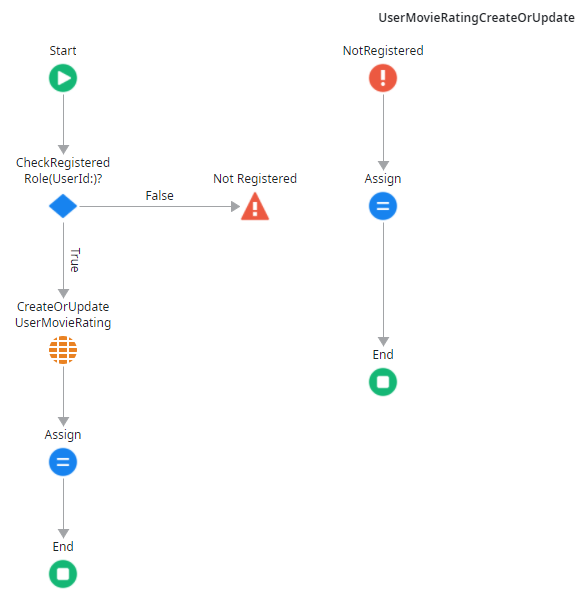 UserMovieRatingCreateOrUpdate
Start
NotRegistered
CheckRegistered
Role(UserId:)?
Not Registered
Assign
False
True
CreateOrUpdate
UserMovieRating
End
Assign
End